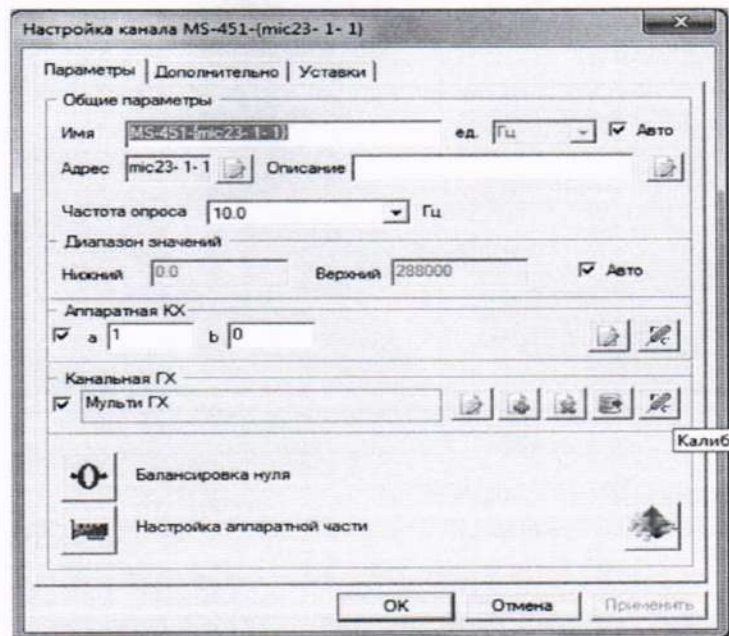 Настройка канала MS-451-(mic23- 1- 1)
Параметры Дополнительно Уставки
Общие параметры
Имя MS-451-(mic23- 1- 1) ед. Гц Авто
Адрес mic23- 1- 1 Описание
Частота опроса 10.0 Гц
Диапазон значений
Нижний 0.0 Верхний 288000 Авто
Аппаратная КХ
a 1 b 0
Канальная ГХ
Мульти ГХ
Калиб
Балансировка нуля
Настройка аппаратной части
OK Отмена Применить